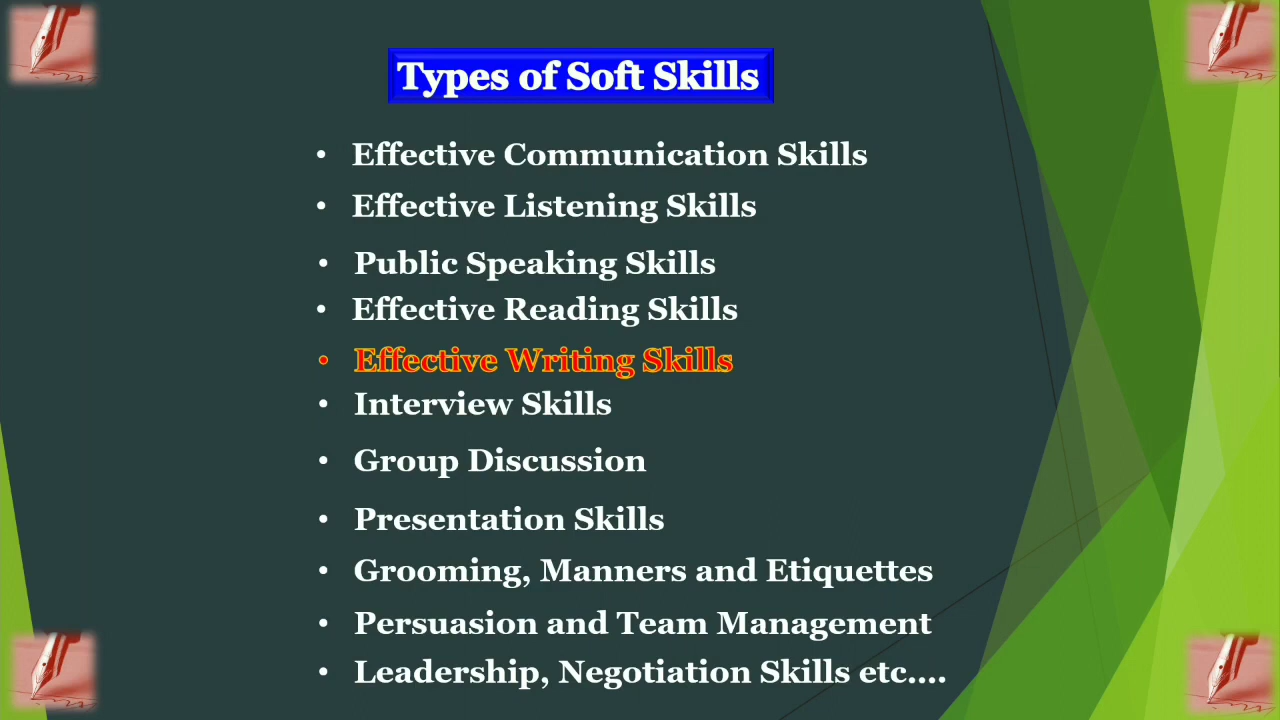 Types of Soft Skills
• Effective Communication Skills
• Effective Listening Skills
• Public Speaking Skills
• Effective Reading Skills
• Effective Writing Skills
• Interview Skills
• Group Discussion
• Presentation Skills
• Grooming, Manners and Etiquettes
• Persuasion and Team Management
• Leadership, Negotiation Skills etc....